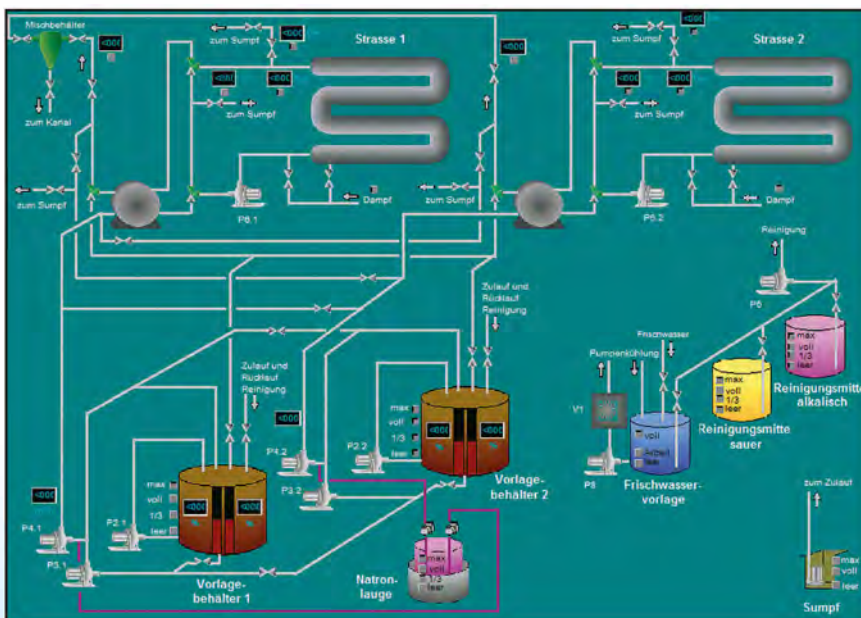 Mischbehälter
zum Kanal
zum Sumpf
zum Sumpf
zum Sumpf
Strasse 1
P6.1
Dampf
zum Sumpf
zum Sumpf
zum Sumpf
Strasse 2
P6.2
Dampf
Reinigung
P5
Zulauf und
Rücklauf
Reinigung
Zulauf und
Rücklauf
Reinigung
Frischwasser
Pumpenkühlung
V1
P8
voll
leer
Frischwasser-
vorlage
max
voll
1/3
leer
Reinigungsmitte
sauer
max
voll
1/3
leer
Reinigungsmitte
alkalisch
max
voll
1/3
leer
P2.2
P4.2
P3.2
Vorlage-
behälter 2
max
voll
1/3
leer
P2.1
P4.1
P3.1
Vorlage-
behälter 1
max
voll
1/3
leer
Natron-
lauge
zum Zulauf
max
voll
leer
Sumpf